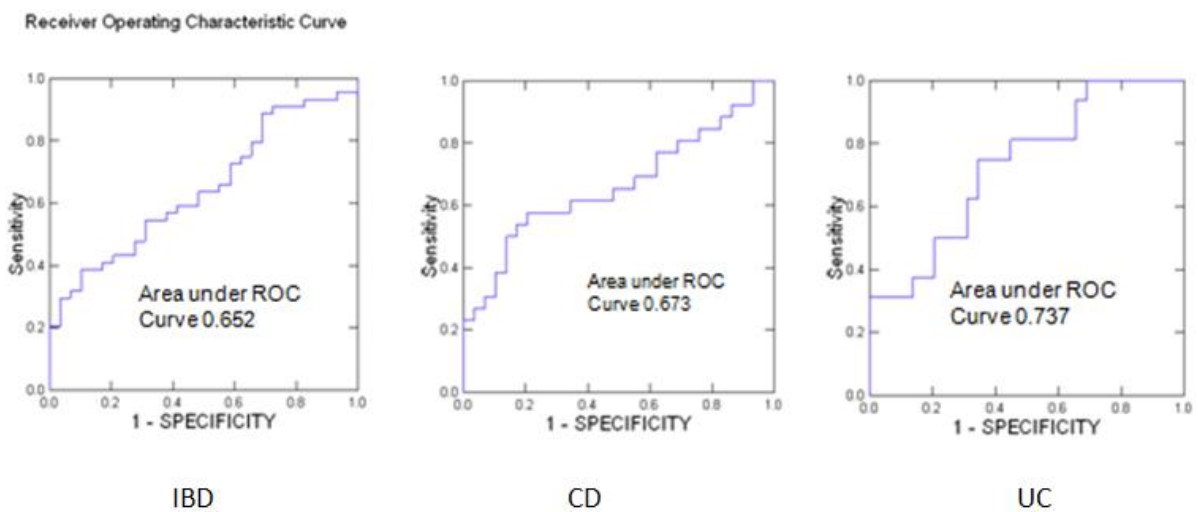 Receiver Operating Characteristic Curve
1.0
0.8
0.6
0.4
0.2
0.0
Sensitivity
Area under ROC
Curve 0.652
0.0 0.2 0.4 0.6 0.8 1.0
1 - SPECIFICITY
IBD
1.0
0.8
0.6
0.4
0.2
0.0
Sensitivity
Area under ROC
Curve 0.673
0.0 0.2 0.4 0.6 0.8 1.0
1 - SPECIFICITY
CD
1.0
0.8
0.6
0.4
0.2
0.0
Sensitivity
Area under ROC
Curve 0.737
0.0 0.2 0.4 0.6 0.8 1.0
1 - SPECIFICITY
UC